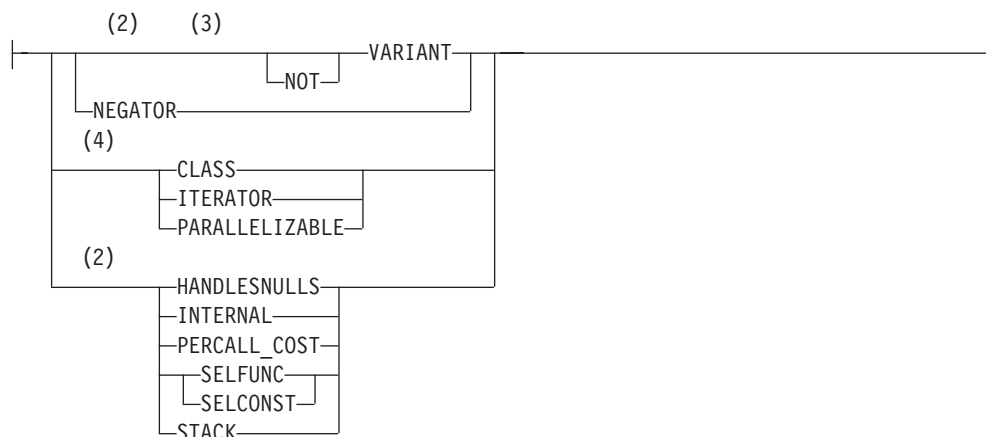 (2) (3)
VARIANT
NOT
NEGATOR
(4)
CLASS
ITERATOR
PARALLELIZABLE
(2)
HANDLESNULLS
INTERNAL
PERCALL_COST
SELFUNC
SELCONST
STACK